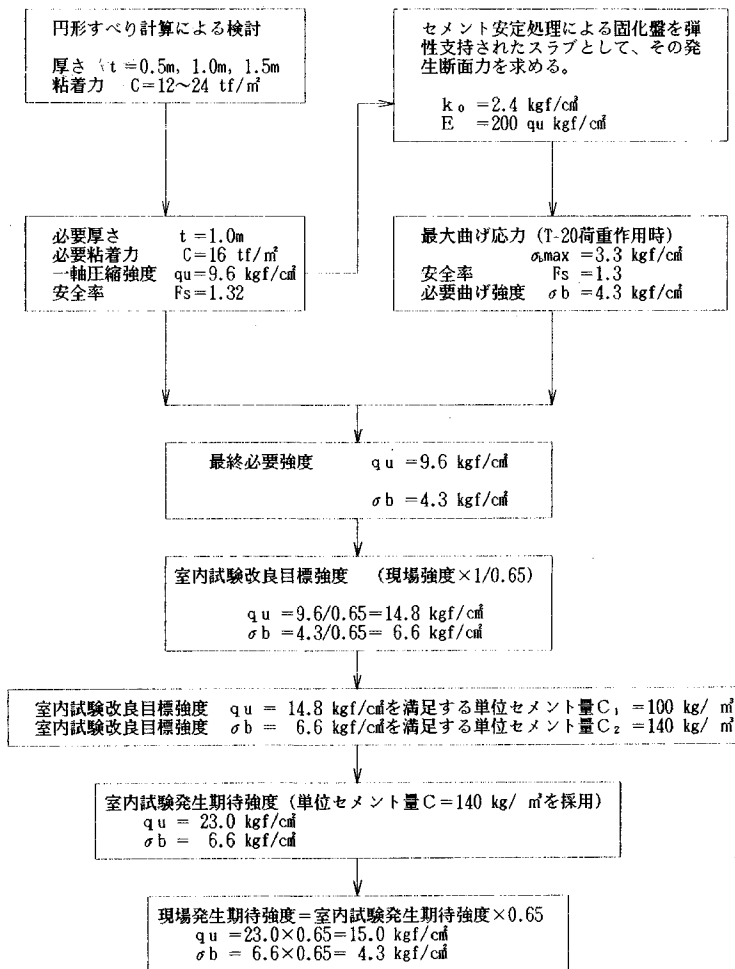 円形すべり計算による検討
厚さ t=0.5m, 1.0m, 1.5m
粘着力 C=12～24 tf/㎡
セメント安定処理による固化盤を弾
性支持されたスラブとして、その発
生断面力を求める。
k₀ =2.4 kgf/c㎥
E =200 qu kgf/c㎡
必要厚さ t=1.0m
必要粘着力 C=16 tf/㎡
一軸圧縮強度 qu=9.6 kgf/c㎡
安全率 Fs=1.32
最大曲げ応力 (T-20荷重作用時)
σbmax =3.3 kgf/c㎡
安全率 Fs=1.3
必要曲げ強度 σb =4.3 kgf/c㎡
最終必要強度 qu =9.6 kgf/c㎡
σb =4.3 kgf/c㎡
室内試験改良目標強度 (現場強度×1/0.65)
qu =9.6/0.65=14.8 kgf/c㎡
σb =4.3/0.65= 6.6 kgf/c㎡
室内試験改良目標強度 qu = 14.8 kgf/c㎡を満足する単位セメント量C₁ =100 kg/ ㎥
室内試験改良目標強度 σb = 6.6 kgf/c㎡を満足する単位セメント量C₂ =140 kg/ ㎥
室内試験発生期待強度 (単位セメント量C=140 kg/ ㎥を採用)
qu = 23.0 kgf/c㎡
σb = 6.6 kgf/c㎡
現場発生期待強度=室内試験発生期待強度×0.65
qu =23.0×0.65=15.0 kgf/c㎡
σb = 6.6×0.65= 4.3 kgf/c㎡